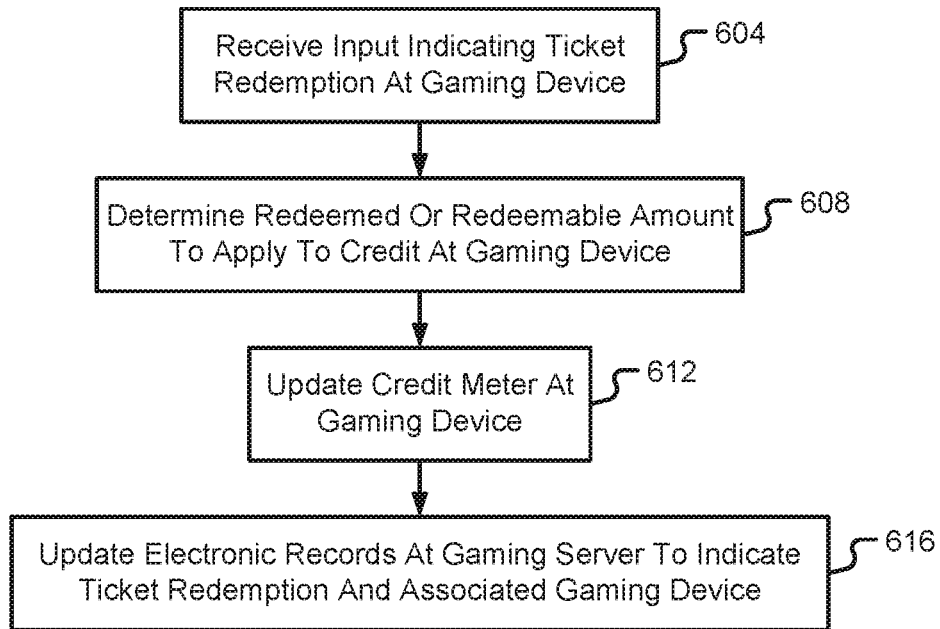 Receive Input Indicating Ticket
Redemption At Gaming Device
604
Determine Redeemed Or Redeemable Amount
To Apply To Credit At Gaming Device
608
Update Credit Meter At
Gaming Device
612
Update Electronic Records At Gaming Server To Indicate
Ticket Redemption And Associated Gaming Device
616